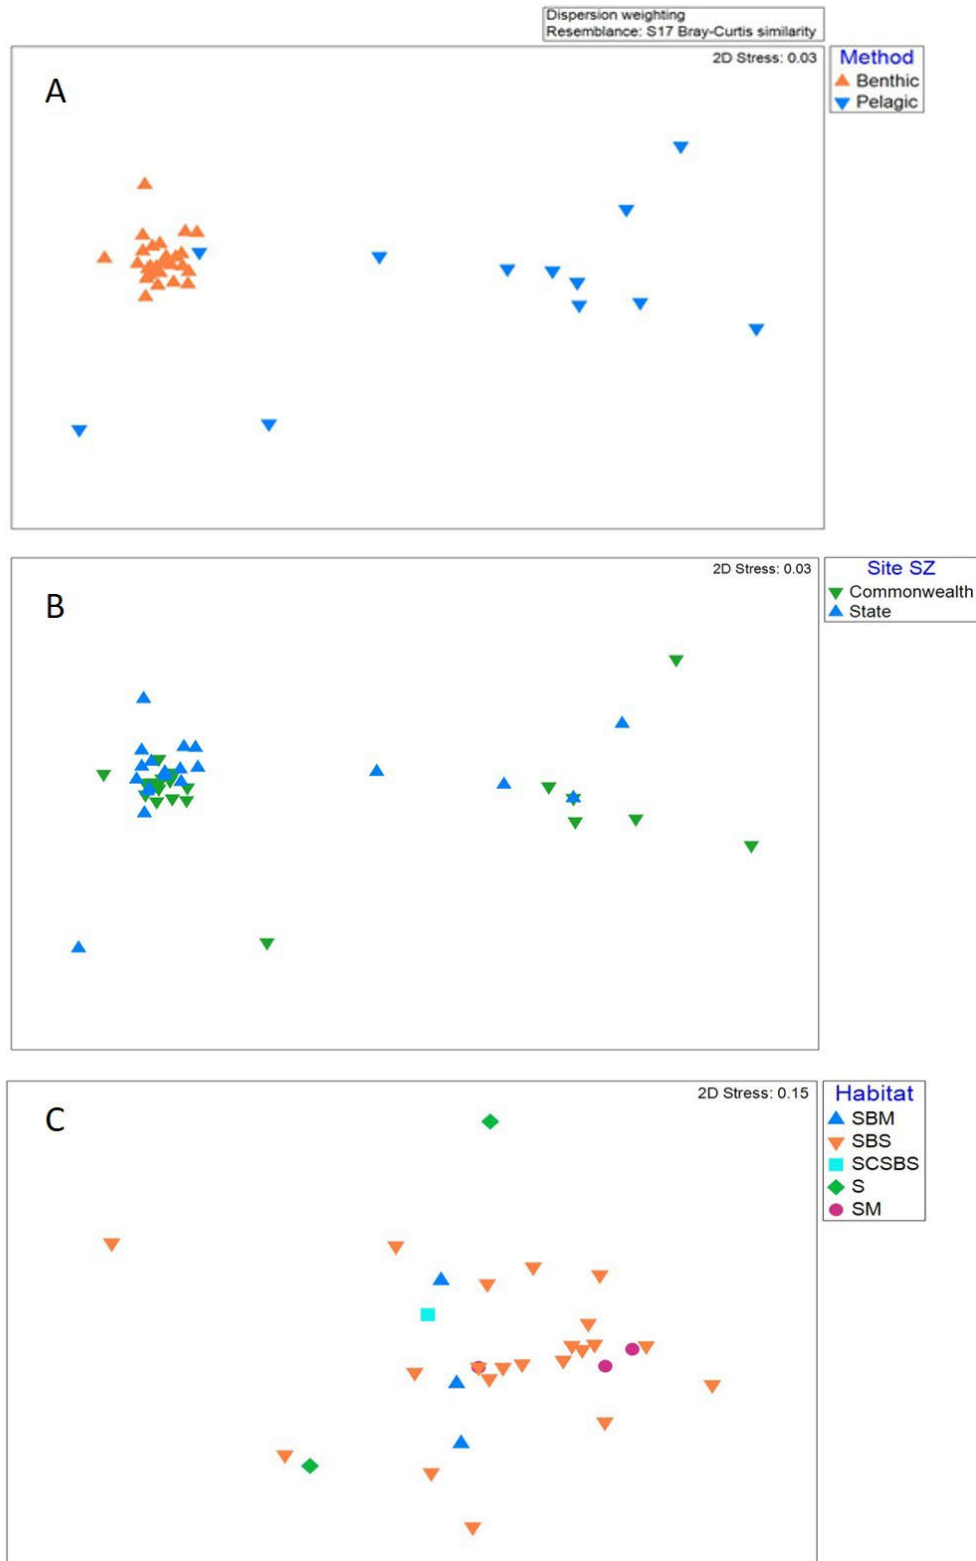 Dispersion weighting
Resemblance: S17 Bray-Curtis similarity
A
2D Stress: 0.03
Method
Benthic
Pelagic
B
2D Stress: 0.03
Site SZ
Commonwealth
State
C
2D Stress: 0.15
Habitat
SBM
SBS
SCSBS
S
SM